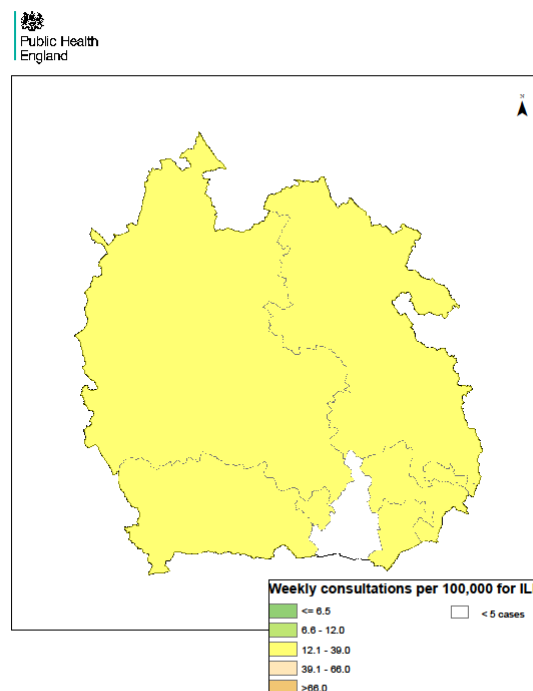 Public Health
England
N
Weekly consultations per 100,000 for IL
<= 6.5
< 5 cases
6.6 - 12.0
12.1 - 39.0
39.1 - 66.0
>66.0